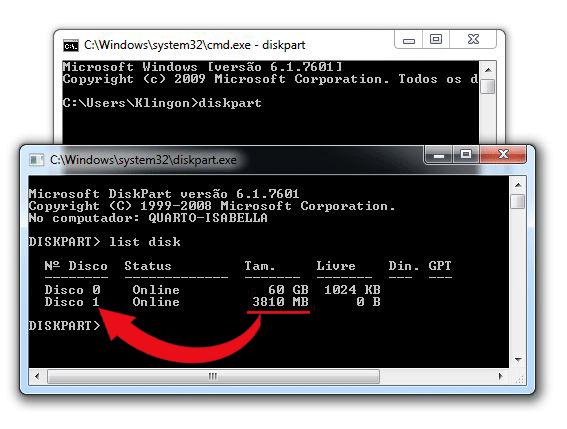 C:\Windows\system32\cmd.exe - diskpart
Microsoft Windows [versão 6.1.7601]
Copyright (c) 2009 Microsoft Corporation. Todos os d
C:\Users\Klingon>diskpart
C:\Windows\system32\diskpart.exe
Microsoft DiskPart versão 6.1.7601
Copyright (C) 1999-2008 Microsoft Corporation.
No computador: QUARTO-ISABELLA
DISKPART> list disk
Nº Disco Status Tam. Livre Din. GPT
-------- ------------- ------- ------- --- ---
Disco 0 Online 60 GB 1024 KB
Disco 1 Online 3810 MB 0 B
DISKPART>